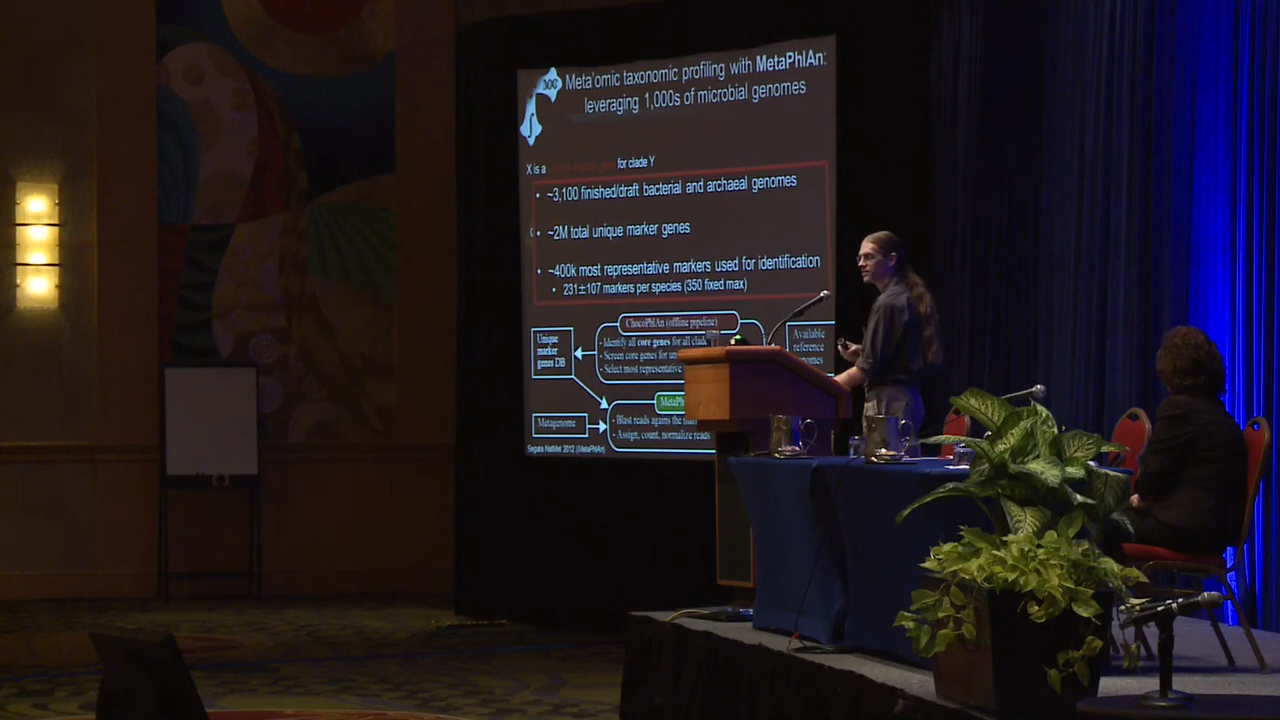 Meta'omic taxonomic profiling with MetaPhlAn:
leveraging 1,000s of microbial genomes
X is a
for clade Y
• ~3,100 finished/draft bacterial and archaeal genomes
• ~2M total unique marker genes
• ~400k most representative markers used for identification
• 231±107 markers per species (350 fixed max)
ChocoPhlAn (offline pipeline)
Unique
marker
genes DB
- Identify all core genes for all
- Screen core genes for
- Select most representative
Available
reference
Metagenome
- Blast reads agains the
- Assign, count, normalize reads
Segata NatMet 2012 (MetaPhlAn)